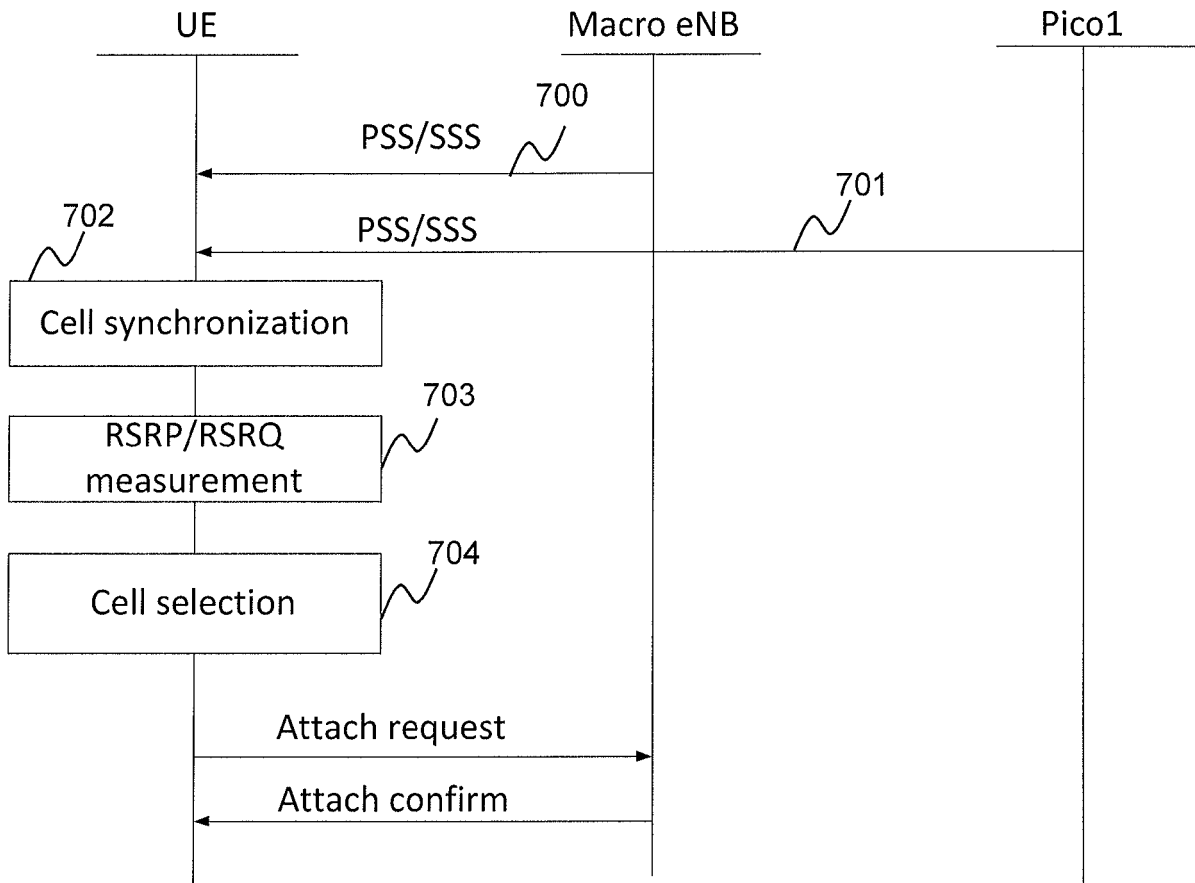 UE
Macro eNB
Pico1
700
PSS/SSS
701
PSS/SSS
702
Cell synchronization
703
RSRP/RSRQ
measurement
704
Cell selection
Attach request
Attach confirm